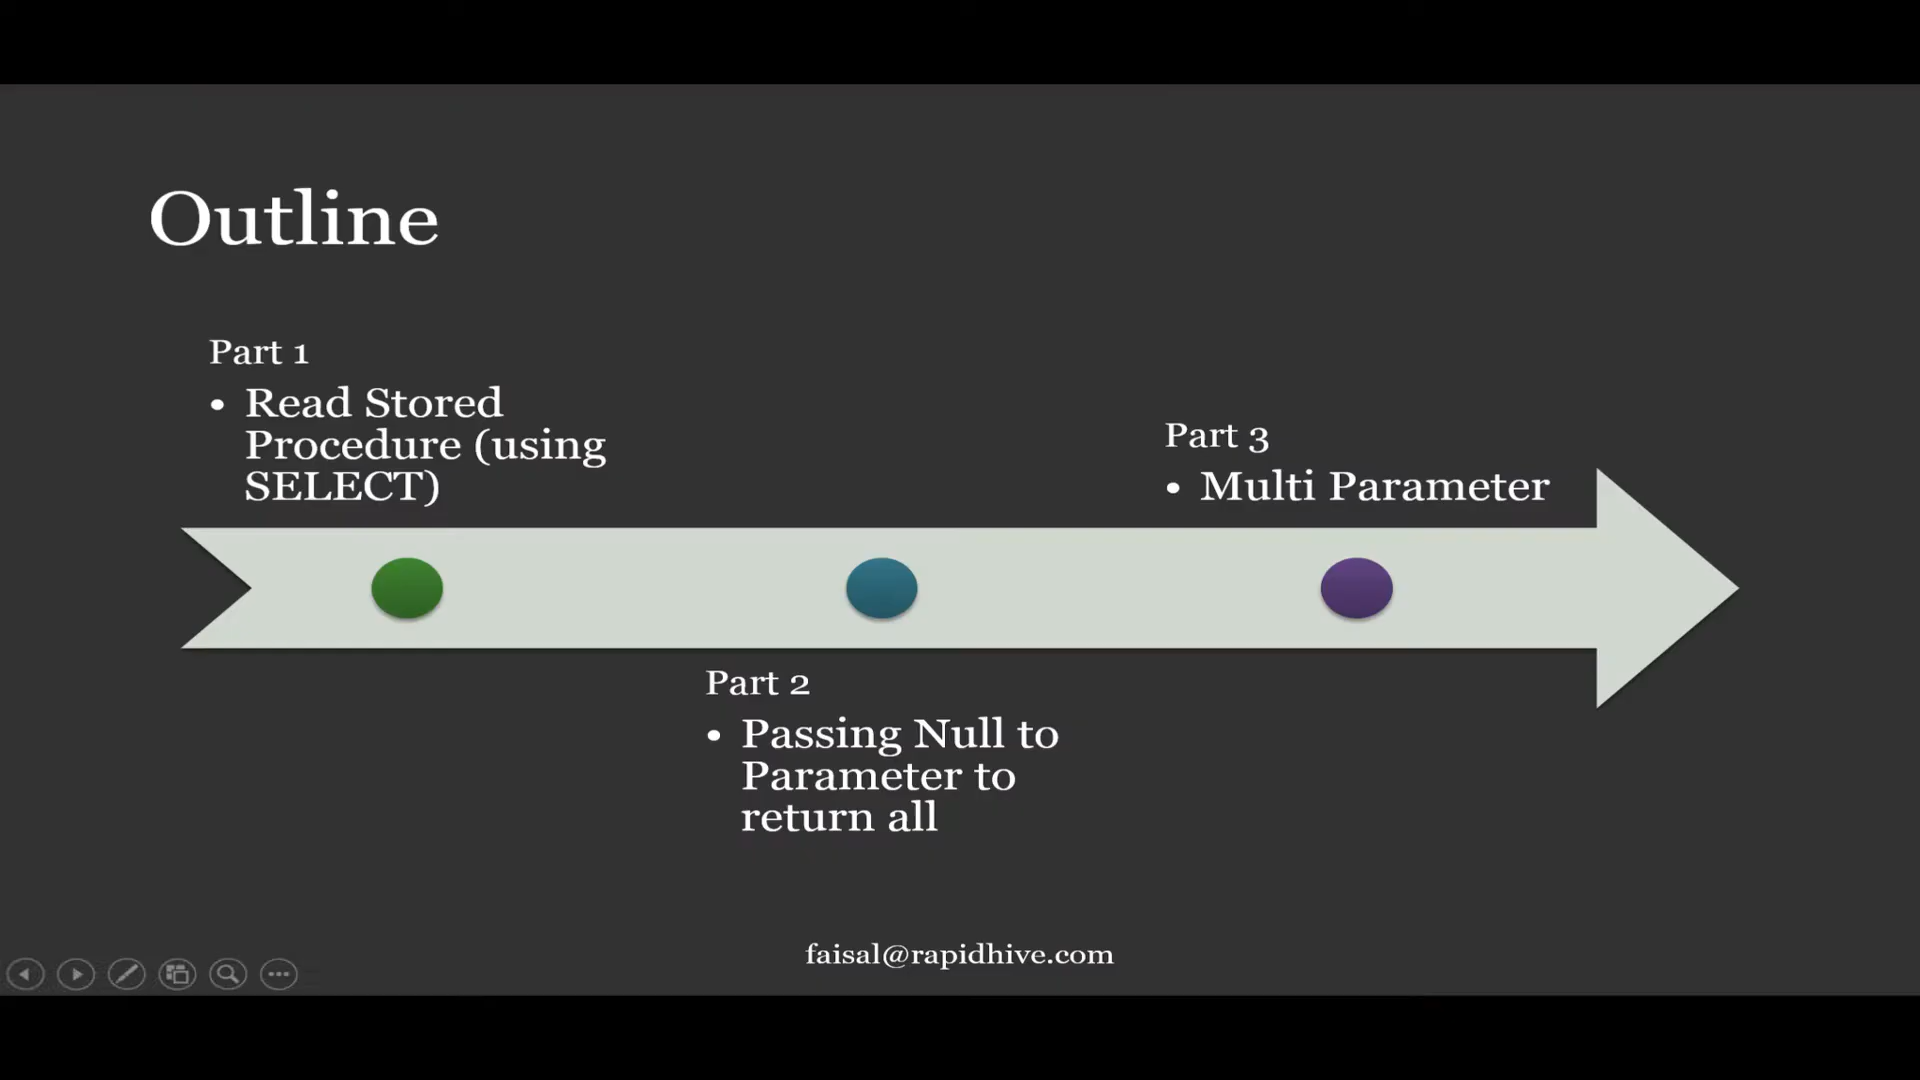 Outline
Part 1
• Read Stored
Procedure (using
SELECT)
Part 2
• Passing Null to
Parameter to
return all
Part 3
• Multi Parameter
faisal@rapidhive.com